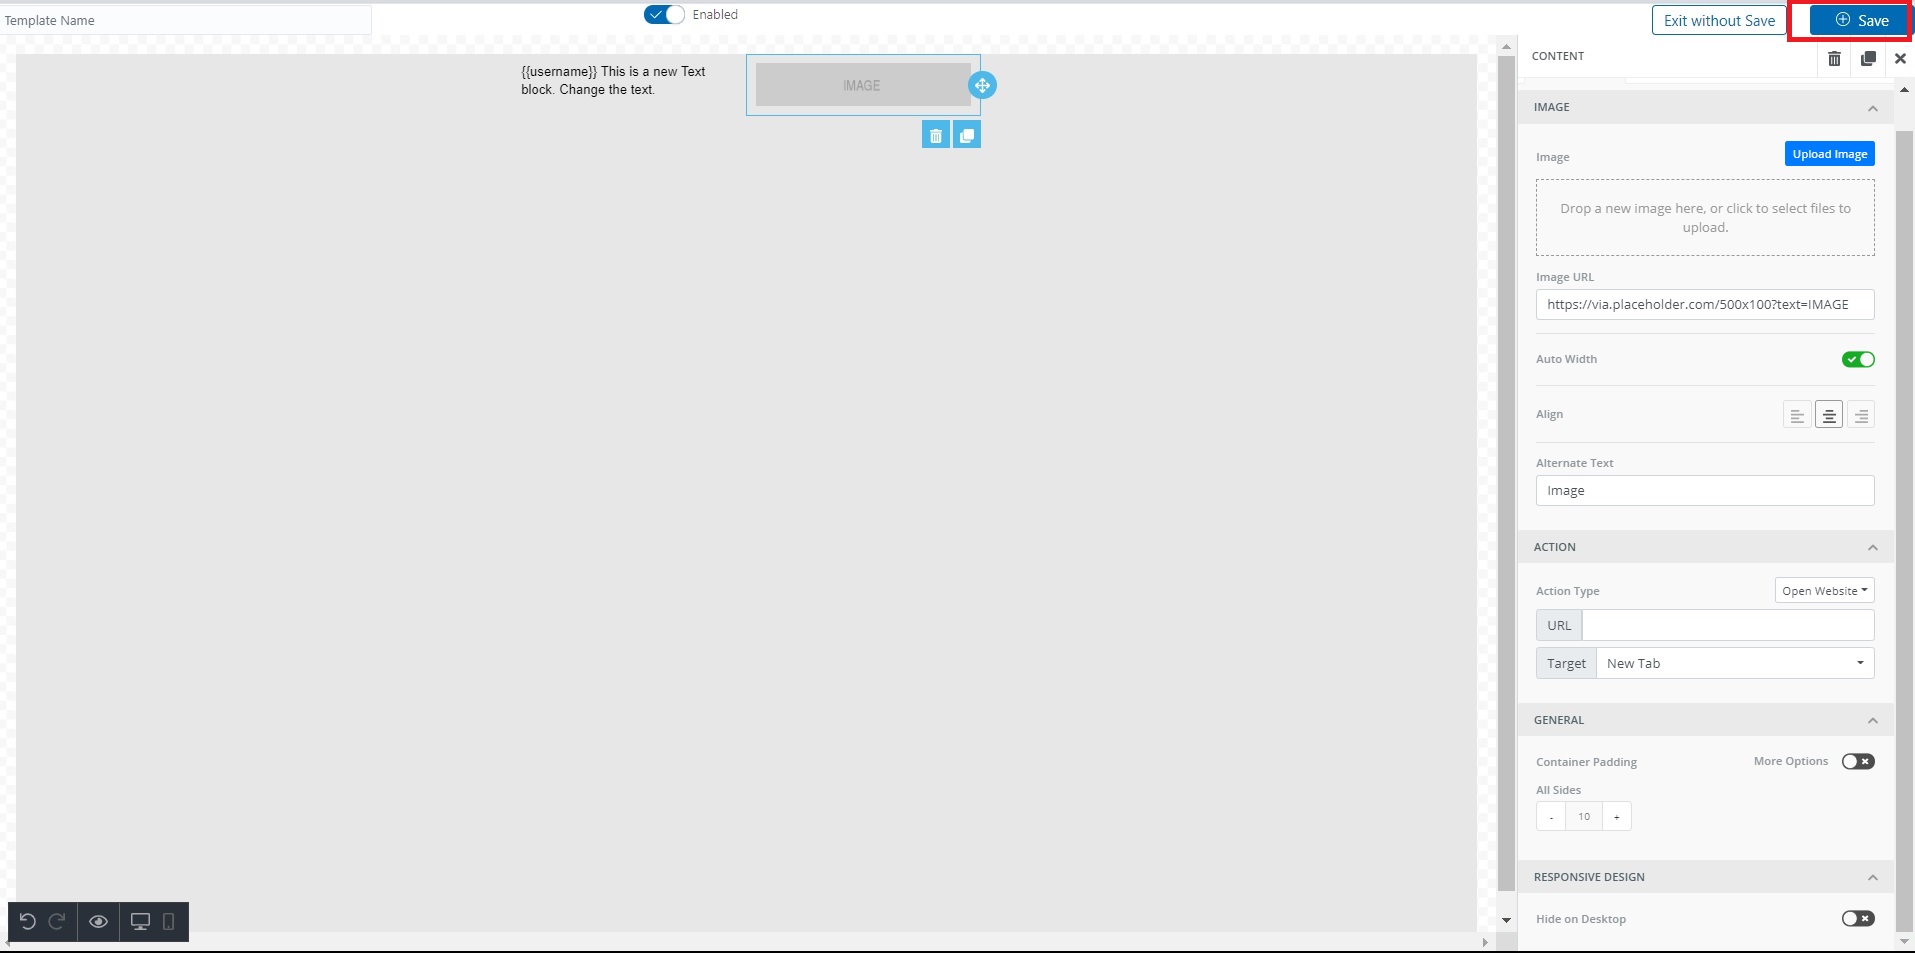 Template Name
Enabled
Exit without Save
Save
{{username}} This is a new Text
block. Change the text.
IMAGE
CONTENT
IMAGE
Image
Upload Image
Drop a new image here, or click to select files to
upload.
Image URL
https://via.placeholder.com/500x100?text=IMAGE
Auto Width
Align
Alternate Text
Image
ACTION
Action Type
Open Website
URL
Target
New Tab
GENERAL
Container Padding
More Options
All Sides
-
10
+
RESPONSIVE DESIGN
Hide on Desktop